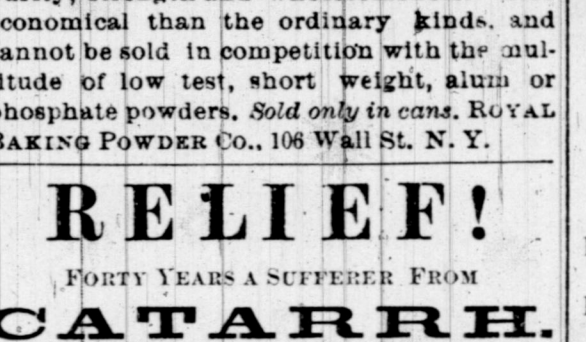 conomical than the ordinary kinds, and
annot be sold in competition with the mul-
itude of low test, short weight, alum or
phosphate powders. Sold only in cans. ROYAL
BAKING POWDER CO., 106 Wall St. N. Y.
RELIEF!
FORTY YEARS A SUFFERER FROM
CATARRH.